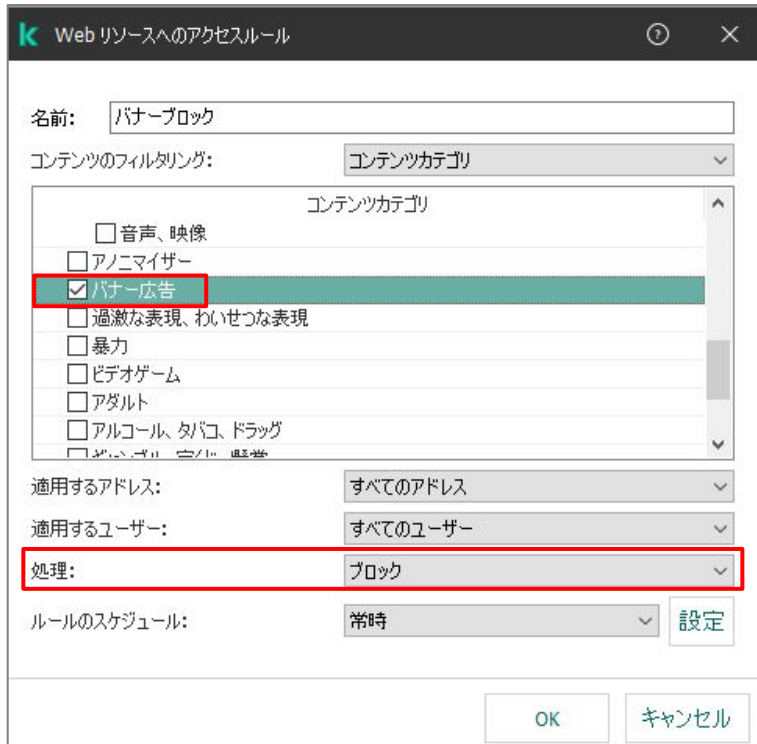 Web リソースへのアクセスルール
名前: バナーブロック
コンテンツのフィルタリング: コンテンツカテゴリ
コンテンツカテゴリ
音声、映像
アノニマイザー
バナー広告
過激な表現、わいせつな表現
暴力
ビデオゲーム
アダルト
アルコール、タバコ、ドラッグ
適用するアドレス: すべてのアドレス
適用するユーザー: すべてのユーザー
処理: ブロック
ルールのスケジュール: 常時 設定
OK キャンセル